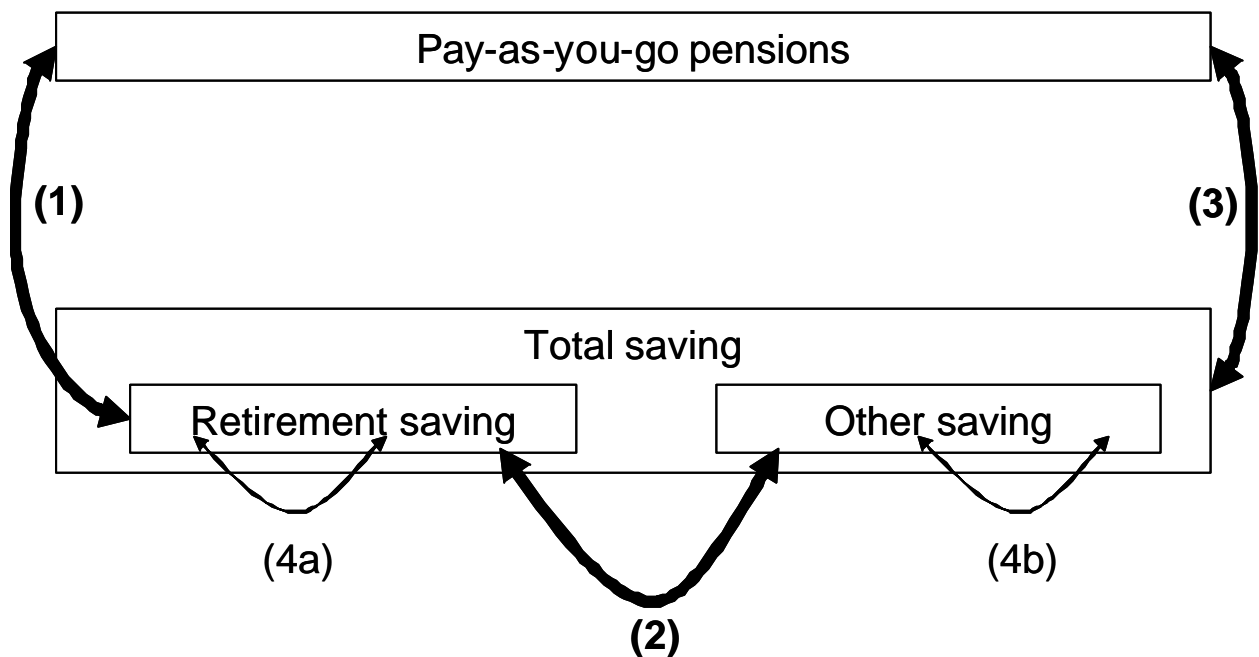 Pay-as-you-go pensions
(1)
(3)
Total saving
Retirement saving
Other saving
(4a)
(4b)
(2)